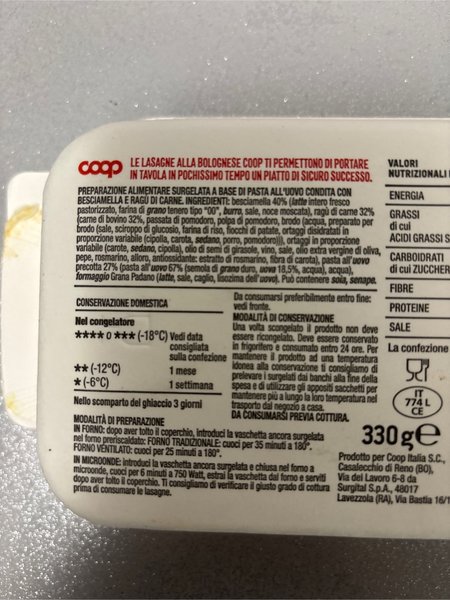 coop
LE LASAGNE ALLA BOLOGNESE COOP TI PERMETTONO DI PORTARE
IN TAVOLA IN POCHISSIMO TEMPO UN PIATTO DI SICURO SUCCESSO.
PREPARAZIONE ALIMENTARE SURGELATA A BASE DI PASTA ALL'UOVO CONDITA CON
BESCIAMELLA E RAGÙ DI CARNE. INGREDIENTI: besciamella 40% (latte intero fresco
pastorizzato, farina di grano tenero tipo "00", burro, sale, noce moscata), ragù di carne 32%
(carne di bovino 32%, passata di pomodoro, polpa di pomodoro, brodo (acqua, preparato per
brodo (sale, sciroppo di glucosio, farina di riso, fiocchi di patate, ortaggi disidratati in
proporzione variabile (cipolla, carota, sedano, porro, pomodoro))), ortaggi in proporzione
variabile (carote, sedano, cipolla), olio di semi di girasole, vino, sale, olio extra vergine di oliva,
pepe, rosmarino, alloro, antiossidante: estratto di rosmarino, fibra di carota), pasta all'uovo
precotta 27% (pasta all'uovo 67% (semola di grano duro, uova 18,5%, acqua), acqua),
formaggio Grana Padano (latte, sale, caglio, lisozima dell'uovo). Può contenere soia, senape.
CONSERVAZIONE DOMESTICA
Nel congelatore
**** o *** (-18°C) Vedi data
consigliata
sulla confezione
** (-12°C) 1 mese
* (-6°C) 1 settimana
Nello scomparto del ghiaccio 3 giorni
Da consumarsi preferibilmente entro fine:
vedi fronte.
MODALITÀ DI CONSERVAZIONE
Una volta scongelato il prodotto non deve
essere ricongelato. Deve essere conservato
in frigorifero e consumato entro 24 ore. Per
mantenere il prodotto ad una temperatura
idonea alla conservazione ti consigliamo di
prelevare i surgelati dai banchi alla fine della
spesa e di utilizzare gli appositi sacchetti per
mantenere più a lungo la loro temperatura nel
trasporto dal negozio a casa.
DA CONSUMARSI PREVIA COTTURA.
MODALITÀ DI PREPARAZIONE
IN FORNO: dopo aver tolto il coperchio, introduci la vaschetta ancora surgelata
nel forno preriscaldato: FORNO TRADIZIONALE: cuoci per 35 minuti a 180°.
FORNO VENTILATO: cuoci per 25 minuti a 180°.
IN MICROONDE: introduci la vaschetta ancora surgelata e chiusa nel forno a
microonde, cuoci per 6 minuti a 750 Watt, estrai la vaschetta dal forno e servi
dopo aver tolto il coperchio. Ti consigliamo di verificare il giusto grado di cottura
prima di consumare le lasagne.
VALORI
NUTRIZIONALI
ENERGIA
GRASSI
di cui
ACIDI GRASSI S
CARBOIDRATI
di cui ZUCCHER
FIBRE
PROTEINE
SALE
La confezione
IT
774 L
CE
330 g e
Prodotto per Coop Italia S.C.,
Casalecchio di Reno (BO),
Via del Lavoro 6-8 da
Surgital S.p.A., 48017
Lavezzola (RA), Via Bastia 16/1